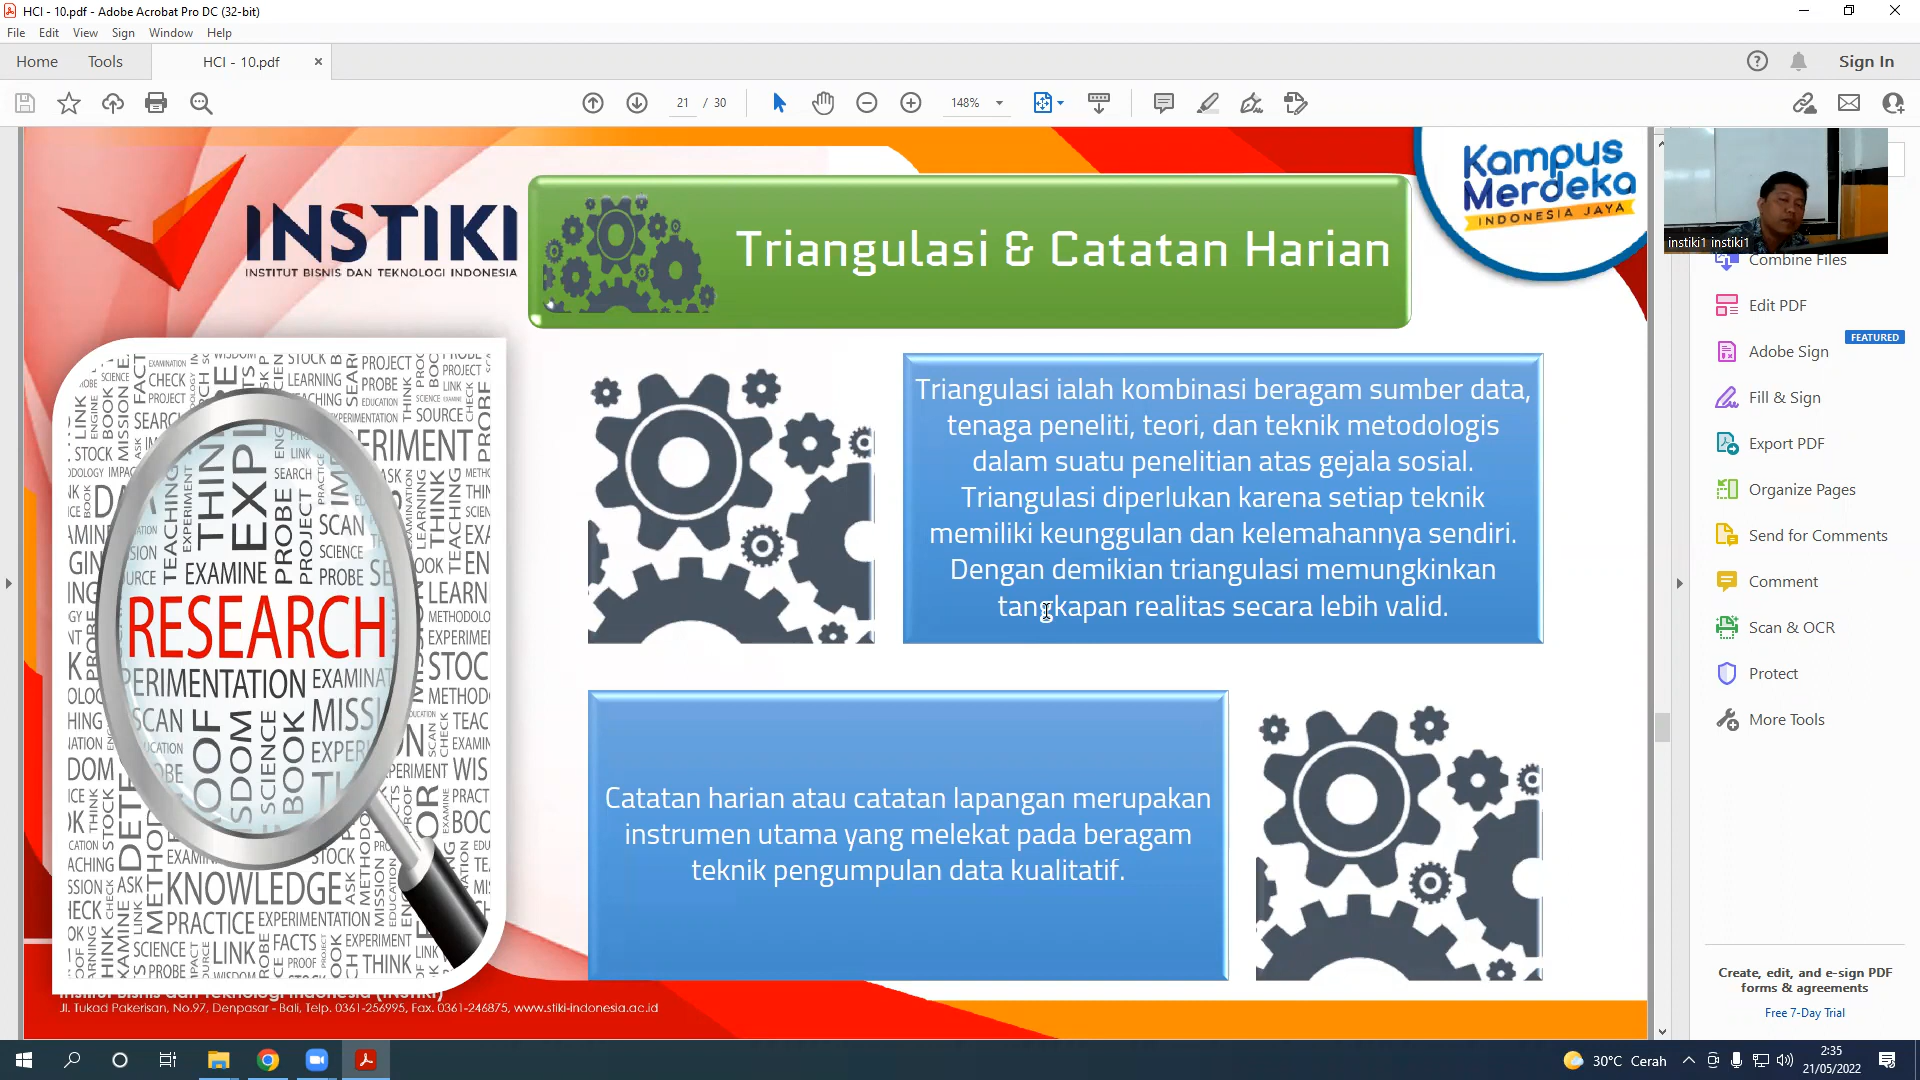 HCI - 10.pdf - Adobe Acrobat Pro DC (32-bit)
File Edit View Sign Window Help
Home Tools HCI - 10.pdf × Sign In
21 / 30 148%
INSTIKI
INSTITUT BISNIS DAN TEKNOLOGI INDONESIA
Triangulasi & Catatan Harian
Kampus
Merdeka
INDONESIA JAYA
instiki1 instiki1
Triangulasi ialah kombinasi beragam sumber data,
tenaga peneliti, teori, dan teknik metodologis
dalam suatu penelitian atas gejala sosial.
Triangulasi diperlukan karena setiap teknik
memiliki keunggulan dan kelemahannya sendiri.
Dengan demikian triangulasi memungkinkan
tangkapan realitas secara lebih valid.
EXAMINE
PROBE
RESEARCH
KNOWLEDGE
PRACTICE
EXPERIMENTATION
SCIENCE
LINK
FACTS
EXPERIMENT
THINK
Catatan harian atau catatan lapangan merupakan
instrumen utama yang melekat pada beragam
teknik pengumpulan data kualitatif.
Jl. Tukad Pakerisan, No.97, Denpasar - Bali, Telp. 0361-256995, Fax. 0361-246875, www.stiki-indonesia.ac.id
Combine Files
Edit PDF
FEATURED
Adobe Sign
Fill & Sign
Export PDF
Organize Pages
Send for Comments
Comment
Scan & OCR
Protect
More Tools
Create, edit, and e-sign PDF
forms & agreements
Free 7-Day Trial
30°C Cerah
2:35
21/05/2022